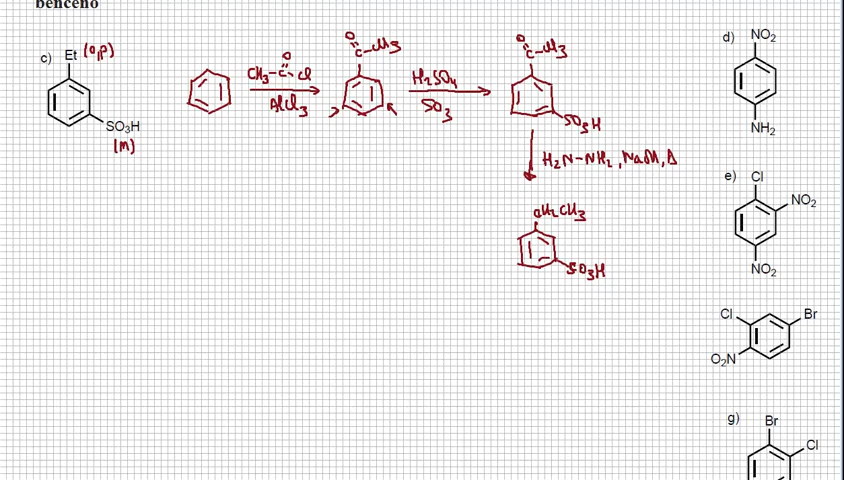 benceno
c) Et (o,p)
SO3H
(m)
CH3-C-Cl
O
AlCl3
O
C-CH3
H2SO4
SO3
O
C-CH3
SO3H
H2N-NH2, NaOH, Δ
CH2CH3
SO3H
d) NO2
NH2
e) Cl
NO2
NO2
Cl
Br
O2N
g) Br
Cl